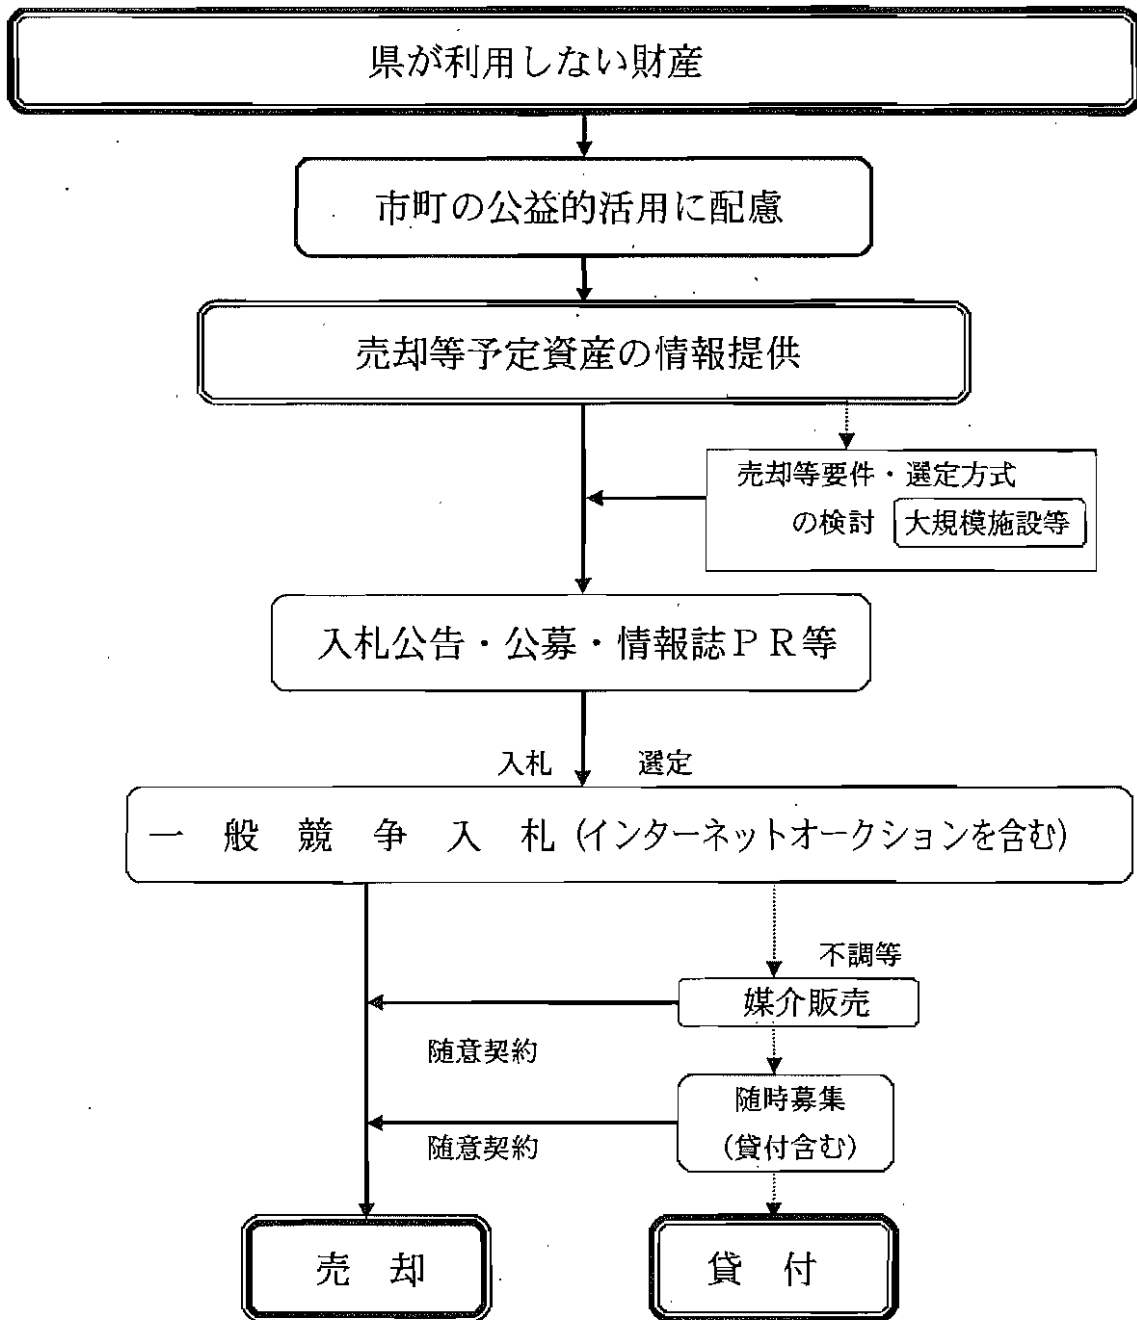 県が利用しない財産
市町の公益的活用に配慮
売却等予定資産の情報提供
売却等要件・選定方式
の検討 大規模施設等
入札公告・公募・情報誌PR等
入札 選定
一般競争入札(インターネットオークションを含む)
不調等
媒介販売
随意契約
随時募集
(貸付含む)
随意契約
売却
貸付